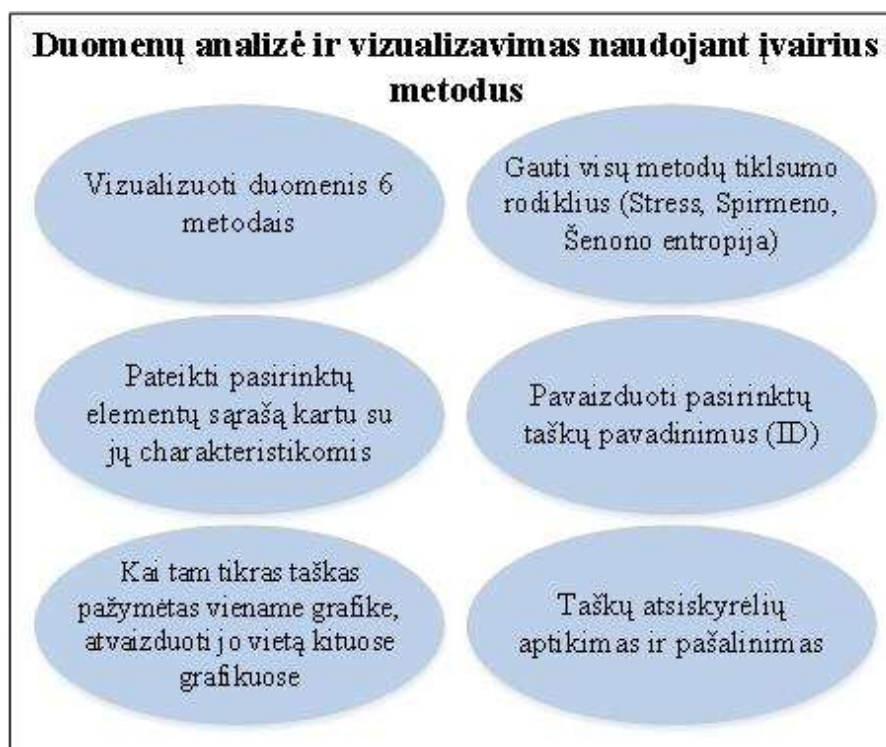 Duomenų analizė ir vizualizavimas naudojant įvairius
metodus
Vizualizuoti duomenis 6
metodais
Gauti visų metodų tiklsumo
rodiklius (Stress, Spirmeno,
Šenono entropija)
Pateikti pasirinktų
elementų sąrašą kartu su
jų charakteristikomis
Pavaizduoti pasirinktų
taškų pavadinimus (ID)
Kai tam tikras taškas
pažymėtas viename grafike,
atvaizduoti jo vietą kituose
grafikuose
Taškų atsiskyrėlių
aptikimas ir pašalinimas